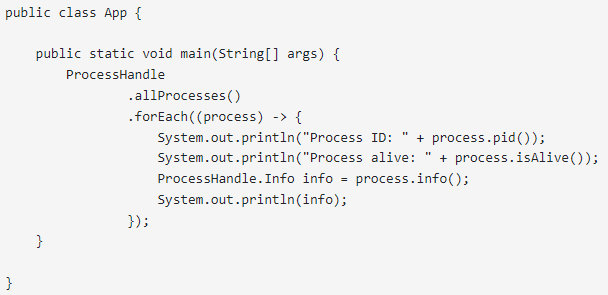 public class App {
    public static void main(String[] args) {
        ProcessHandle
                .allProcesses()
                .forEach((process) -> {
                    System.out.println("Process ID: " + process.pid());
                    System.out.println("Process alive: " + process.isAlive());
                    ProcessHandle.Info info = process.info();
                    System.out.println(info);
                });
    }
}